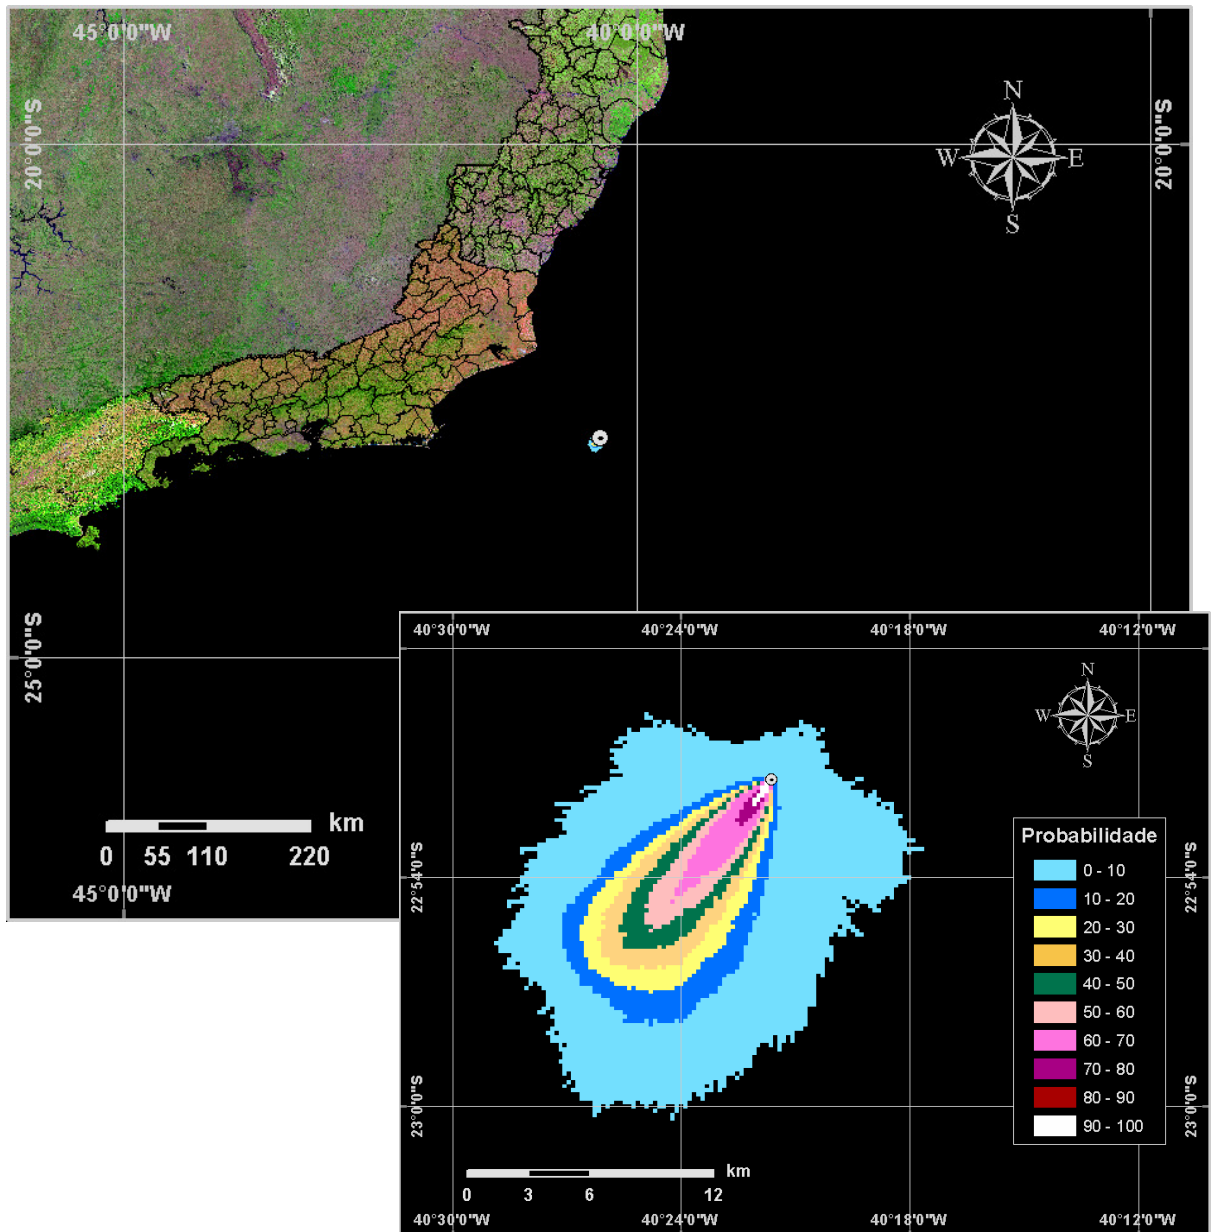 45°0'0"W
40°0'0"W
20°0'0"S
20°0'0"S
N
W
E
S
25°0'0"S
km
0
55
110
220
45°0'0"W
40°30'0"W
40°24'0"W
40°18'0"W
40°12'0"W
N
W
E
S
22°54'0"S
22°54'0"S
Probabilidade
0 - 10
10 - 20
20 - 30
30 - 40
40 - 50
50 - 60
60 - 70
70 - 80
80 - 90
90 - 100
23°0'0"S
23°0'0"S
km
0
3
6
12
40°30'0"W
40°24'0"W
40°18'0"W
40°12'0"W